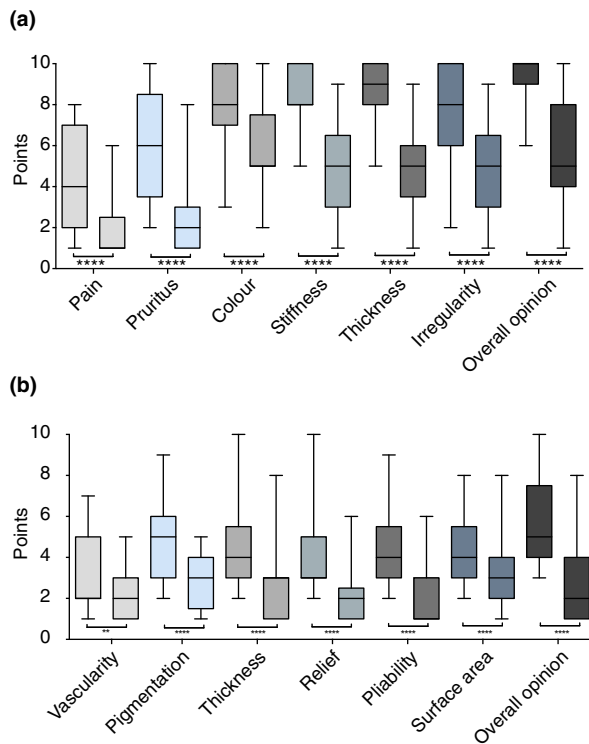 (a)
10
8
6
4
2
0
Points
**** **** **** **** **** **** ****
Pain Pruritus Colour Stiffness Thickness Irregularity Overall opinion
(b)
10
8
6
4
2
0
Points
** **** **** **** **** **** ****
Vascularity Pigmentation Thickness Relief Pliability Surface area Overall opinion